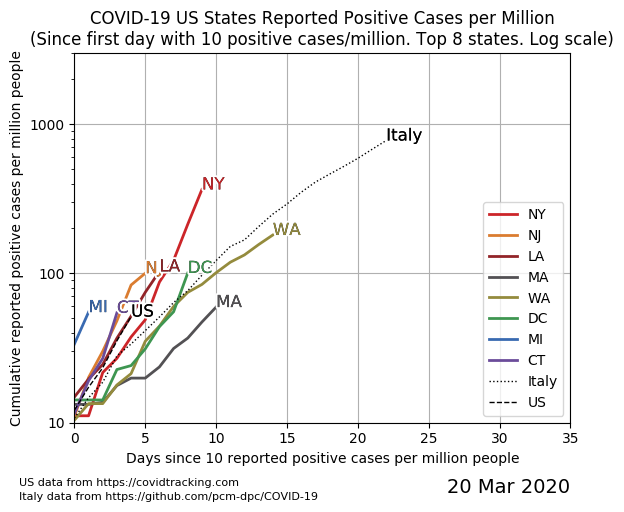 COVID-19 US States Reported Positive Cases per Million
(Since first day with 10 positive cases/million. Top 8 states. Log scale)
Cumulative reported positive cases per million people
1000
100
10
Italy
NY
WA
NJ
LA
DC
MI
CT
US
MA
NY
NJ
LA
MA
WA
DC
MI
CT
Italy
US
0 5 10 15 20 25 30 35
Days since 10 reported positive cases per million people
US data from https://covidtracking.com
Italy data from https://github.com/pcm-dpc/COVID-19
20 Mar 2020